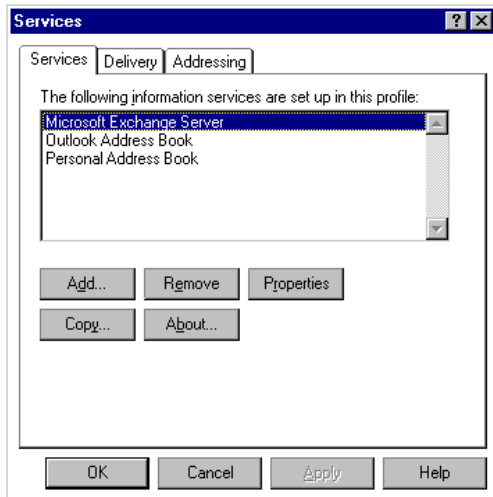 Services
Services Delivery Addressing
The following information services are set up in this profile:
Microsoft Exchange Server
Outlook Address Book
Personal Address Book
Add... Remove Properties
Copy... About...
OK Cancel Apply Help